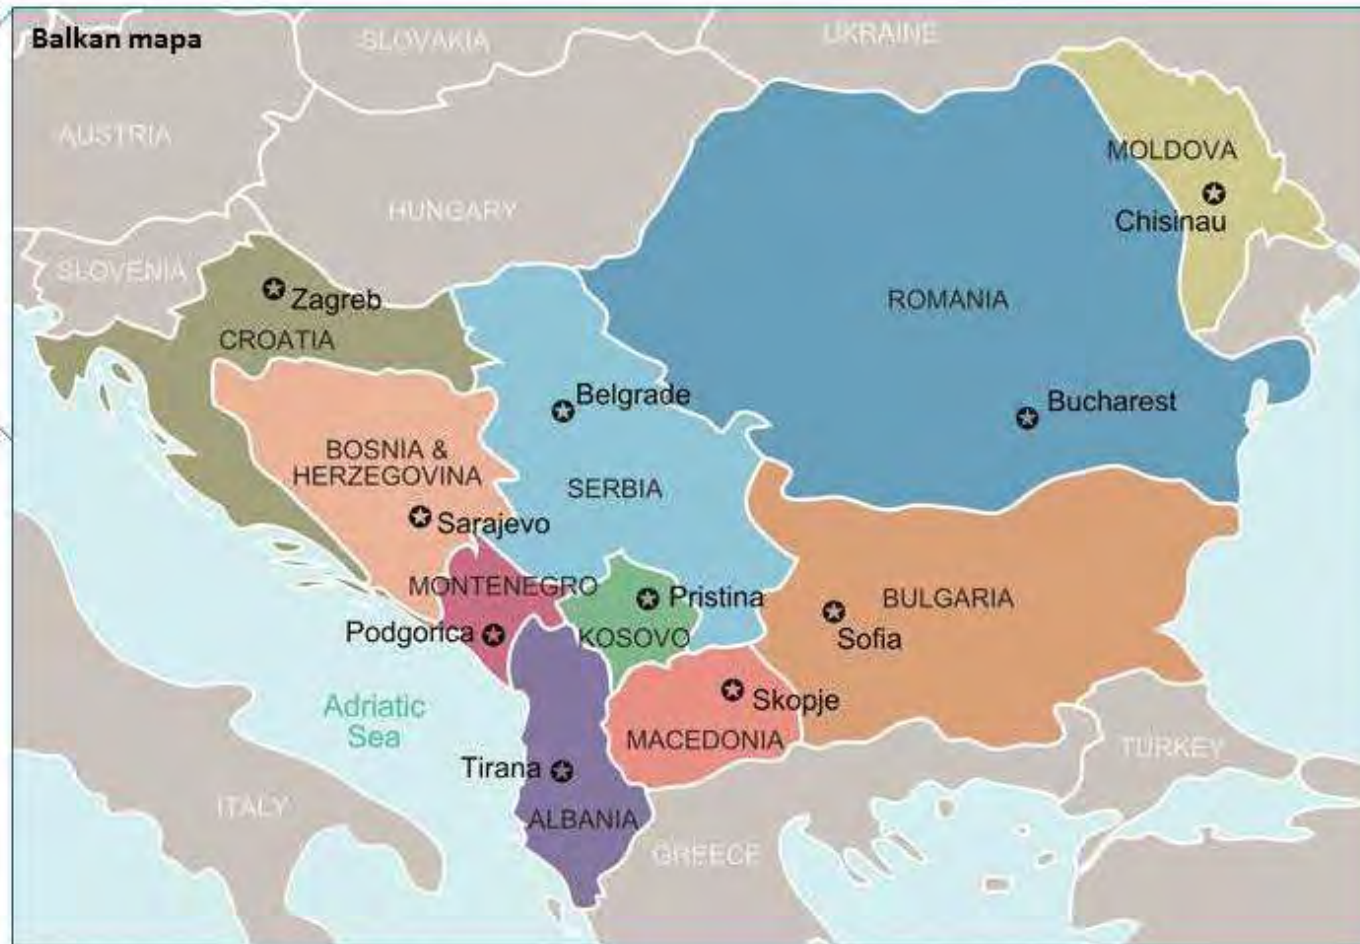 Balkan mapa
SLOVAKIA
UKRAINE
AUSTRIA
MOLDOVA
Chisinau
HUNGARY
SLOVENIA
Zagreb
CROATIA
ROMANIA
Belgrade
Bucharest
BOSNIA &
HERZEGOVINA
SERBIA
Sarajevo
MONTENEGRO
Pristina
BULGARIA
Podgorica
KOSOVO
Sofia
Adriatic
Sea
Skopje
MACEDONIA
TURKEY
Tirana
ITALY
ALBANIA
GREECE